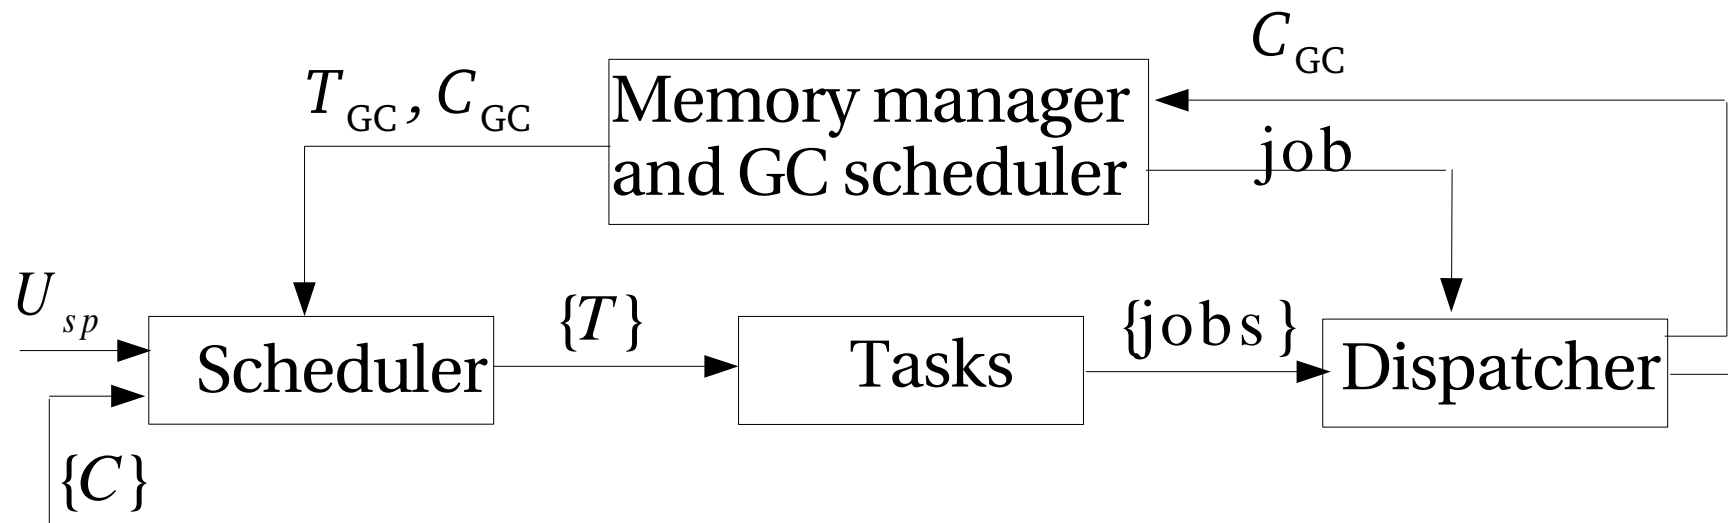 C_GC
T_GC, C_GC
Memory manager
and GC scheduler
job
U_sp
{T}
{jobs}
Scheduler
Tasks
Dispatcher
{C}